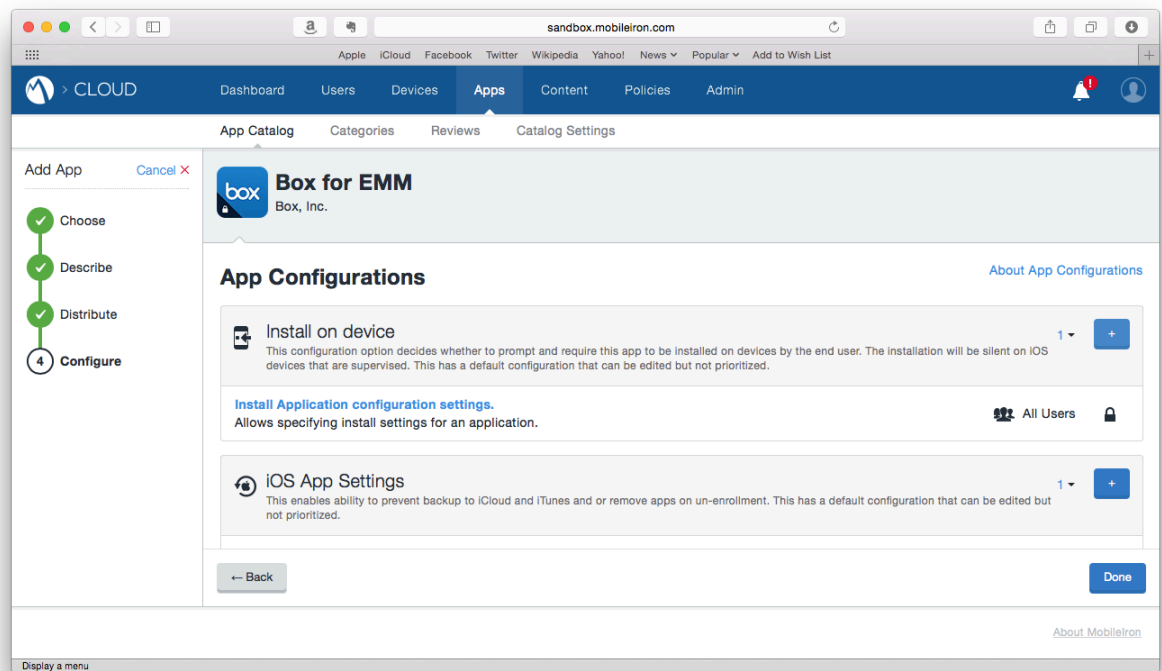 sandbox.mobileiron.com
Apple iCloud Facebook Twitter Wikipedia Yahoo! News Popular Add to Wish List
CLOUD Dashboard Users Devices Apps Content Policies Admin !
App Catalog Categories Reviews Catalog Settings
Add App Cancel
Choose
Describe
Distribute
4 Configure
box
Box for EMM
Box, Inc.
App Configurations
About App Configurations
Install on device
This configuration option decides whether to prompt and require this app to be installed on devices by the end user. The installation will be silent on iOS
devices that are supervised. This has a default configuration that can be edited but not prioritized.
1 +
Install Application configuration settings.
Allows specifying install settings for an application.
All Users
iOS App Settings
This enables ability to prevent backup to iCloud and iTunes and or remove apps on un-enrollment. This has a default configuration that can be edited but
not prioritized.
1 +
← Back
Done
About MobileIron
Display a menu